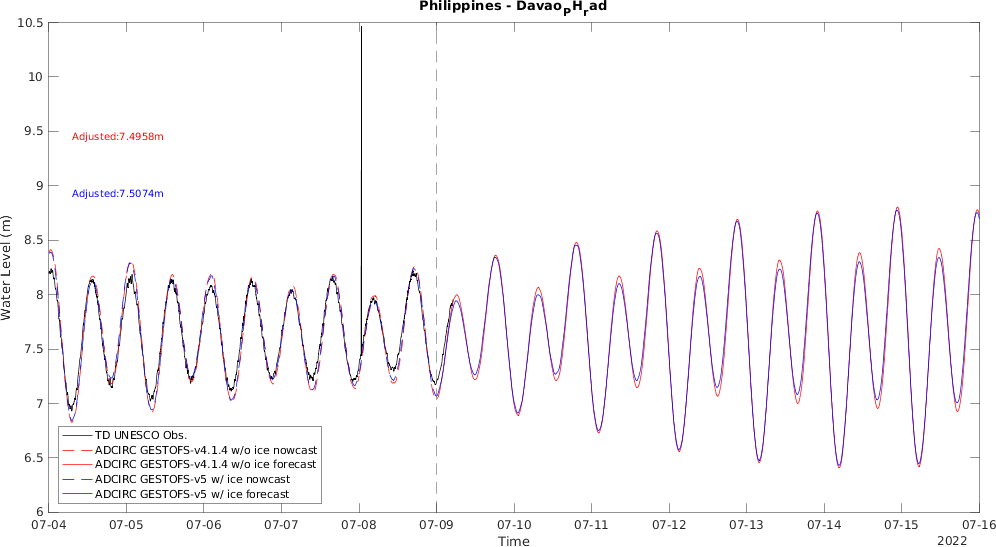 Philippines - DavaopHrad
10.5
10
9.5
9
8.5
8
7.5
7
6.5
6
Water Level (m)
Adjusted:7.4958m
Adjusted:7.5074m
TD UNESCO Obs.
ADCIRC GESTOFS-v4.1.4 w/o ice nowcast
ADCIRC GESTOFS-v4.1.4 w/o ice forecast
ADCIRC GESTOFS-v5 w/ ice nowcast
ADCIRC GESTOFS-v5 w/ ice forecast
07-04 07-05 07-06 07-07 07-08 07-09 07-10 07-11 07-12 07-13 07-14 07-15 07-16
Time
2022